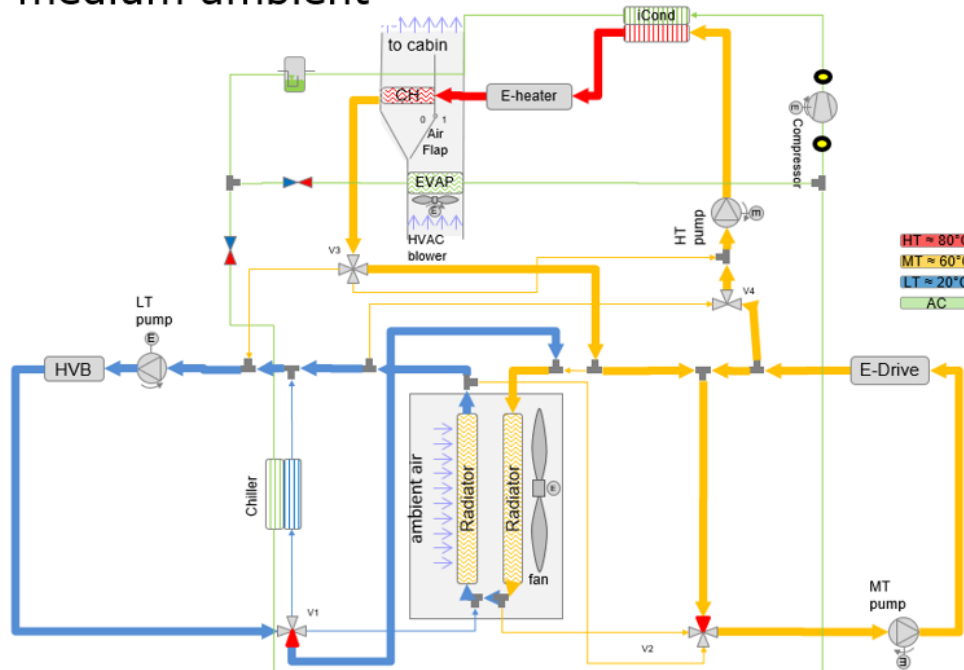 medium ambient
iCond
to cabin
CH
E-heater
0 1
Air
Flap
m
Compressor
EVAP
E
HVAC
blower
HT
pump
m
V3
V4
HT ≈ 80°C
MT ≈ 60°C
LT ≈ 20°C
AC
LT
pump
E
HVB
E-Drive
ambient air
Radiator
Radiator
E
fan
Chiller
V1
V2
MT
pump
m